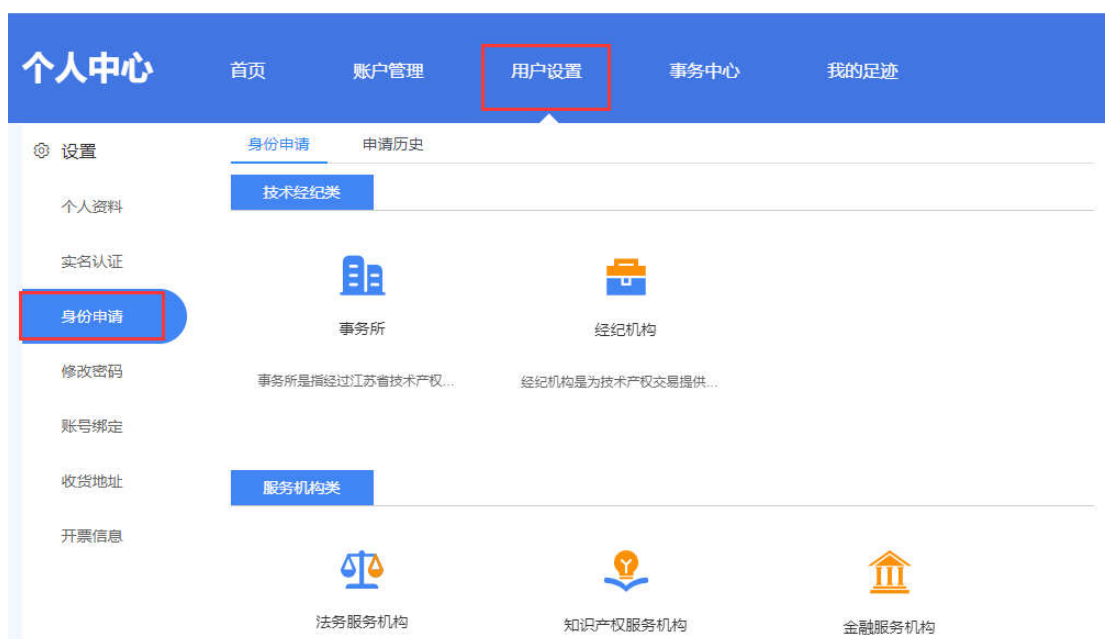 个人中心 首页 账户管理 用户设置 事务中心 我的足迹
设置 身份申请 申请历史
技术经纪类
个人资料
实名认证
身份申请
事务所 经纪机构
修改密码
事务所是指经过江苏省技术产权... 经纪机构是为技术产权交易提供...
账号绑定
收货地址
服务机构类
开票信息
法务服务机构 知识产权服务机构 金融服务机构